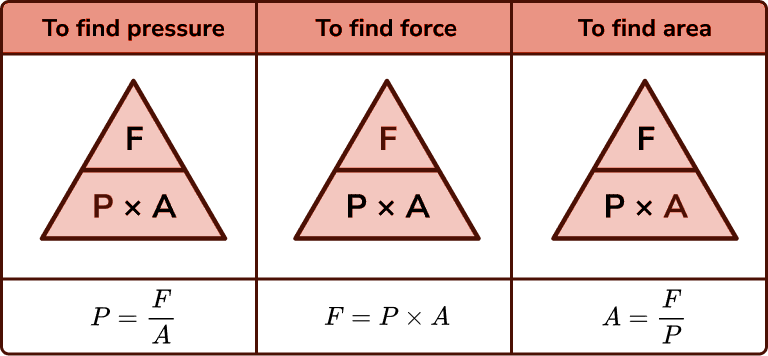 To find pressure To find force To find area
F F F
P × A P × A P × A
P = F/A F = P × A A = F/P